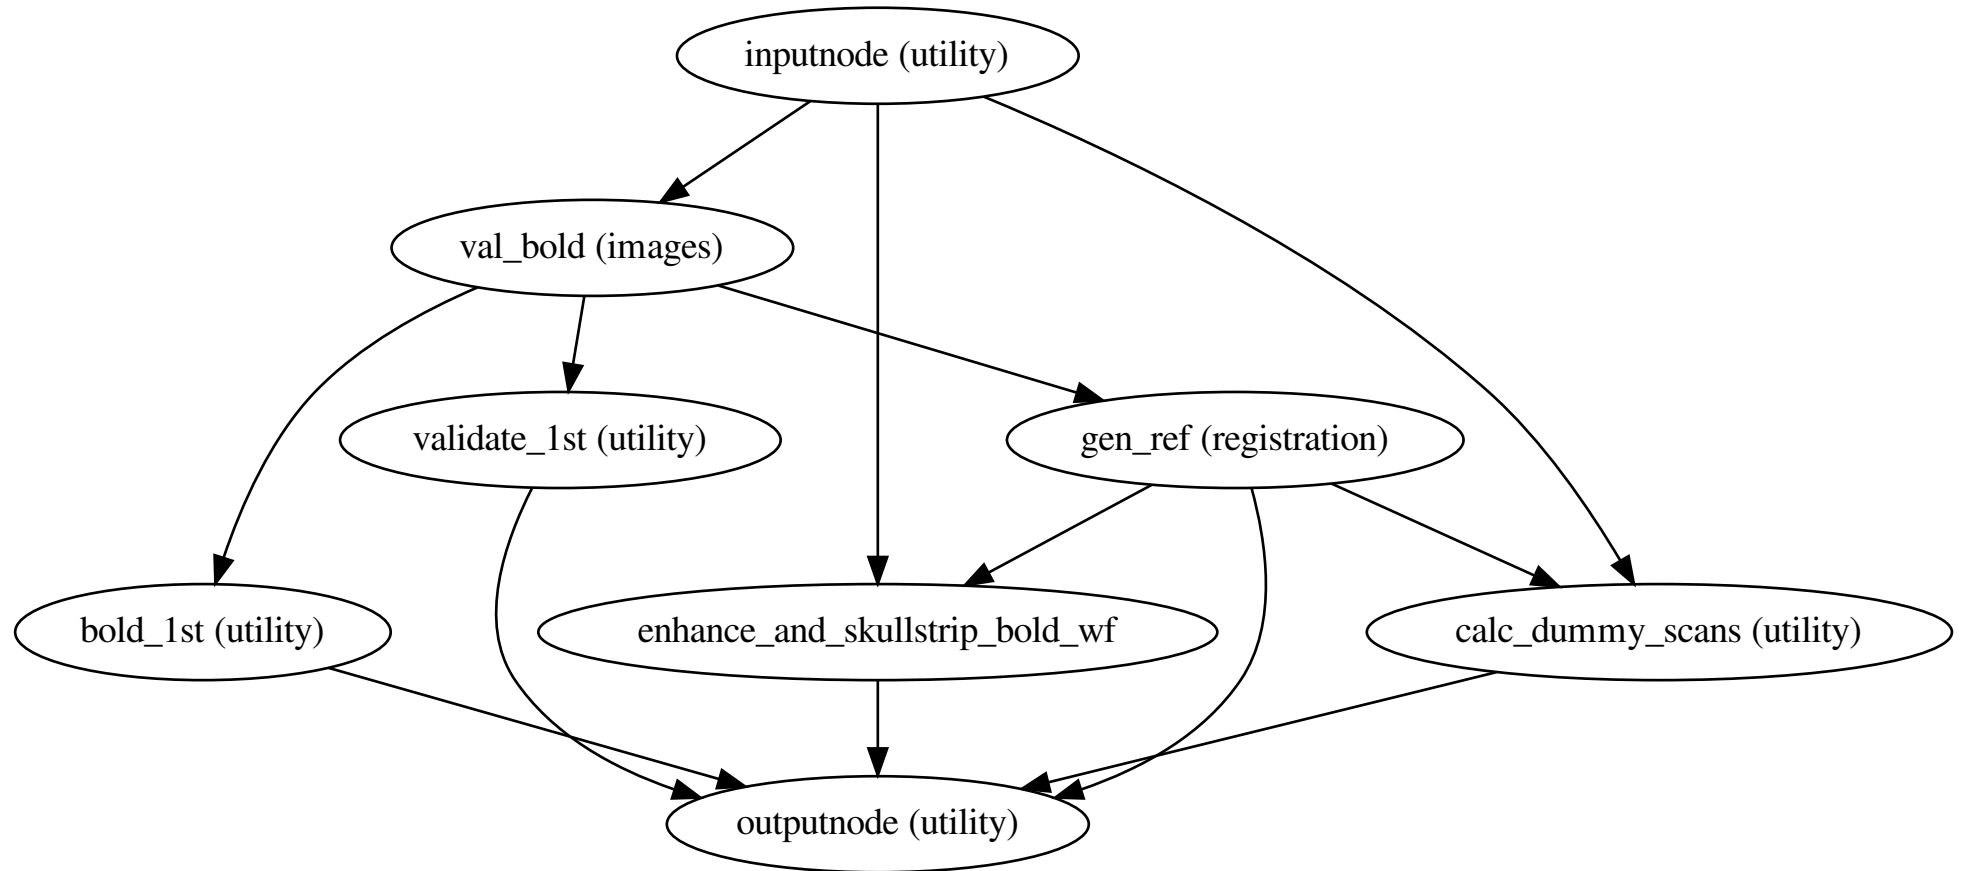 inputnode (utility)
val_bold (images)
validate_1st (utility)
gen_ref (registration)
bold_1st (utility)
enhance_and_skullstrip_bold_wf
calc_dummy_scans (utility)
outputnode (utility)